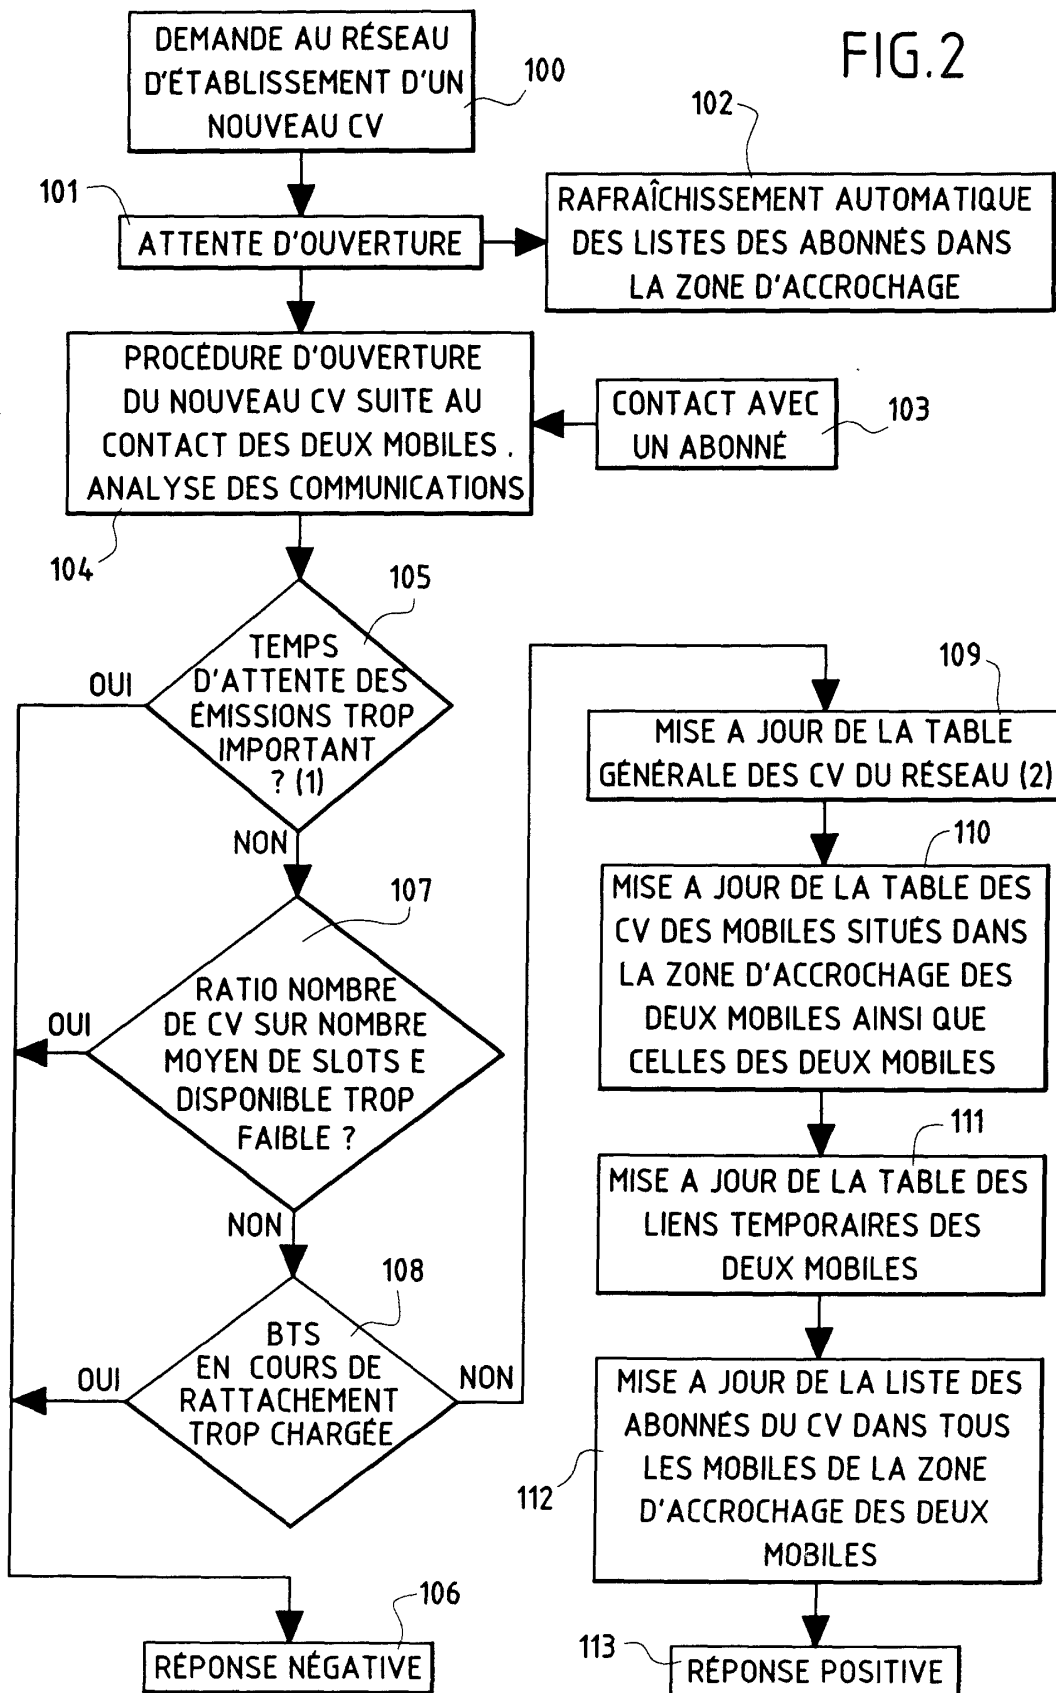 FIG.2
DEMANDE AU RÉSEAU
D'ÉTABLISSEMENT D'UN
NOUVEAU CV
100
101
ATTENTE D'OUVERTURE
102
RAFRAÎCHISSEMENT AUTOMATIQUE
DES LISTES DES ABONNÉS DANS
LA ZONE D'ACCROCHAGE
PROCÉDURE D'OUVERTURE
DU NOUVEAU CV SUITE AU
CONTACT DES DEUX MOBILES .
ANALYSE DES COMMUNICATIONS
104
CONTACT AVEC
UN ABONNÉ
103
105
TEMPS
D'ATTENTE DES
ÉMISSIONS TROP
IMPORTANT
? (1)
OUI
NON
107
RATIO NOMBRE
DE CV SUR NOMBRE
MOYEN DE SLOTS E
DISPONIBLE TROP
FAIBLE ?
OUI
NON
108
BTS
EN COURS DE
RATTACHEMENT
TROP CHARGÉE
OUI
NON
106
RÉPONSE NÉGATIVE
109
MISE A JOUR DE LA TABLE
GÉNÉRALE DES CV DU RÉSEAU (2)
110
MISE A JOUR DE LA TABLE DES
CV DES MOBILES SITUÉS DANS
LA ZONE D'ACCROCHAGE DES
DEUX MOBILES AINSI QUE
CELLES DES DEUX MOBILES
111
MISE A JOUR DE LA TABLE DES
LIENS TEMPORAIRES DES
DEUX MOBILES
MISE A JOUR DE LA LISTE DES
ABONNÉS DU CV DANS TOUS
LES MOBILES DE LA ZONE
D'ACCROCHAGE DES DEUX
MOBILES
112
113
RÉPONSE POSITIVE